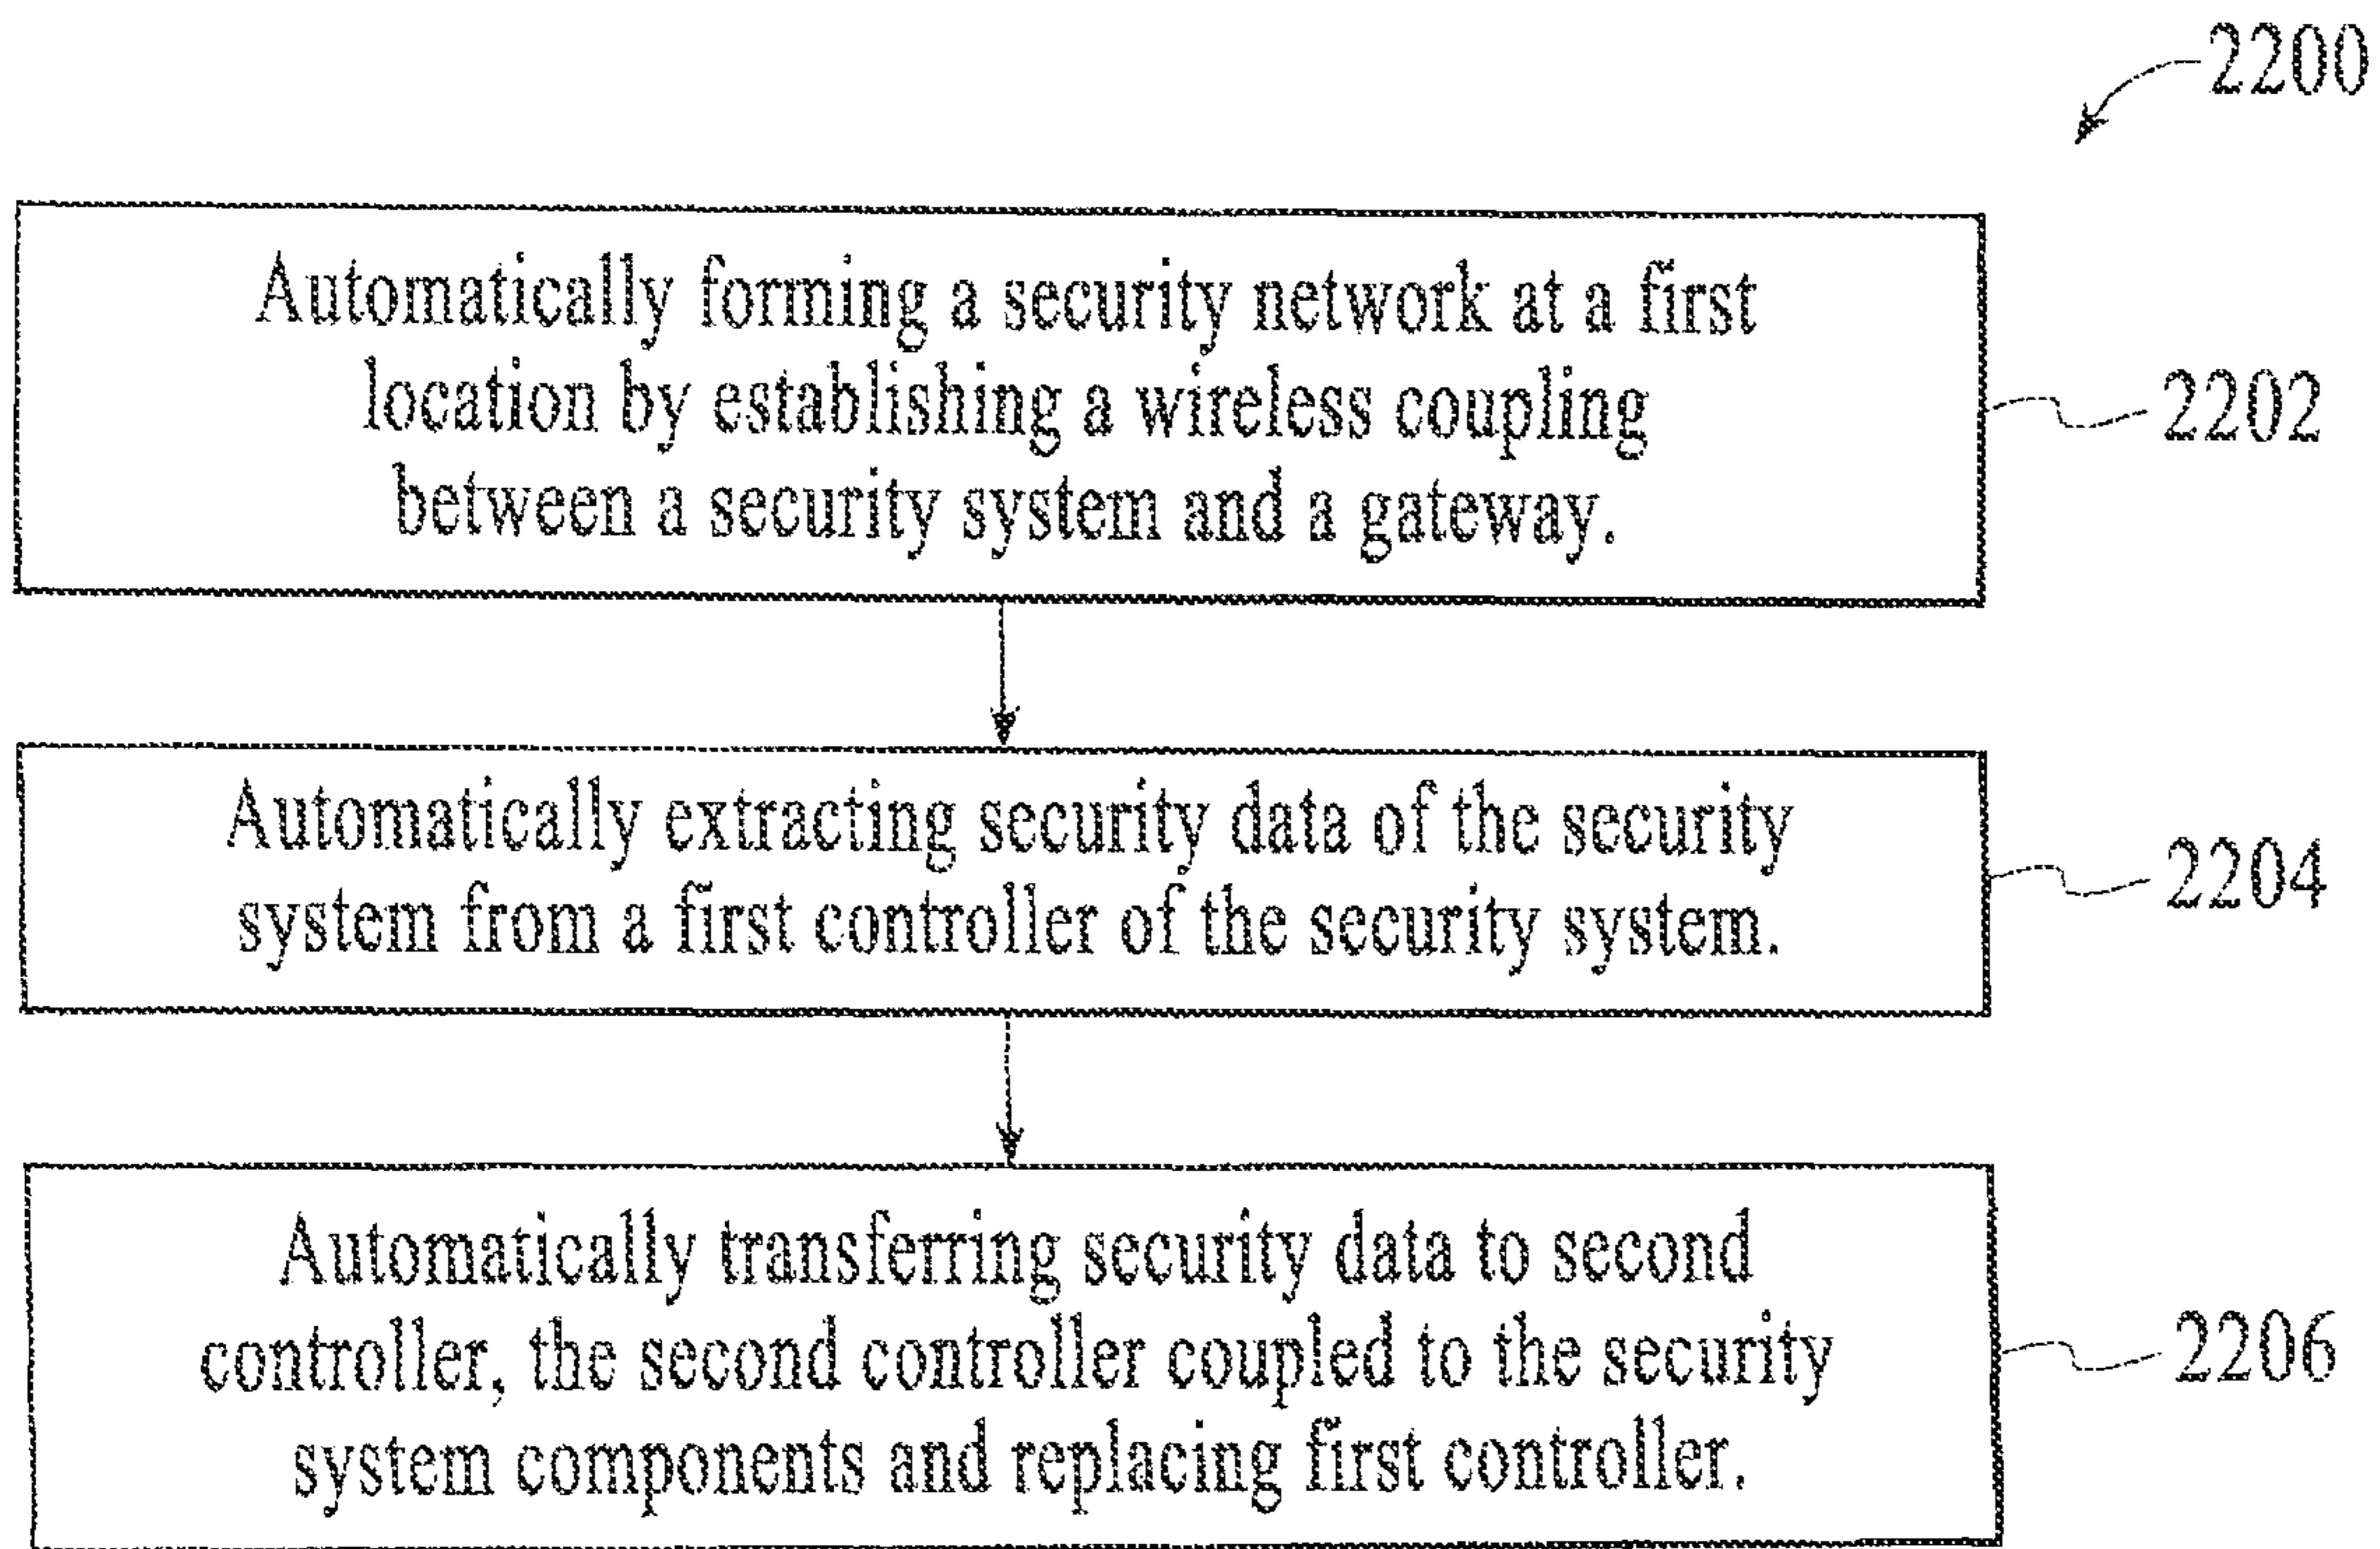 2200
Automatically forming a security network at a first
location by establishing a wireless coupling
between a security system and a gateway.
2202
Automatically extracting security data of the security
system from a first controller of the security system.
2204
Automatically transferring security data to second
controller, the second controller coupled to the security
system components and replacing first controller.
2206